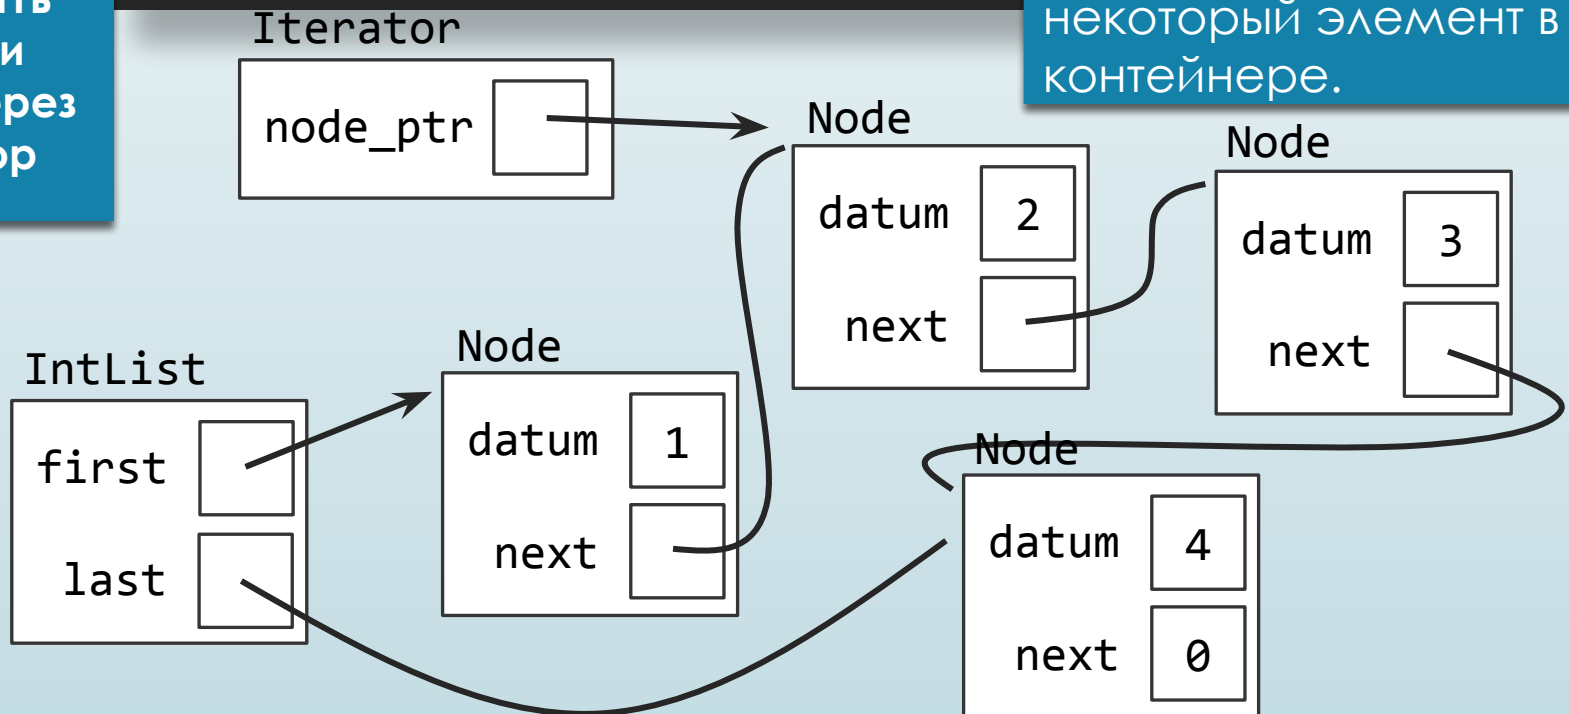 и
Iterator
node_ptr
некоторый элемент в
контейнере.
Node
datum 2
next
Node
datum 3
next
IntList
first
last
Node
datum 1
next
Node
datum 4
next 0